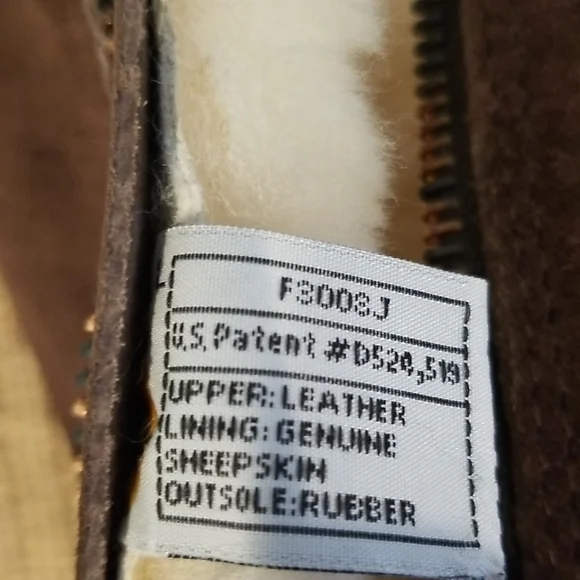 F3008J
U.S. Patent #D520,519
UPPER: LEATHER
LINING: GENUINE
SHEEPSKIN
OUTSOLE:RUBBER